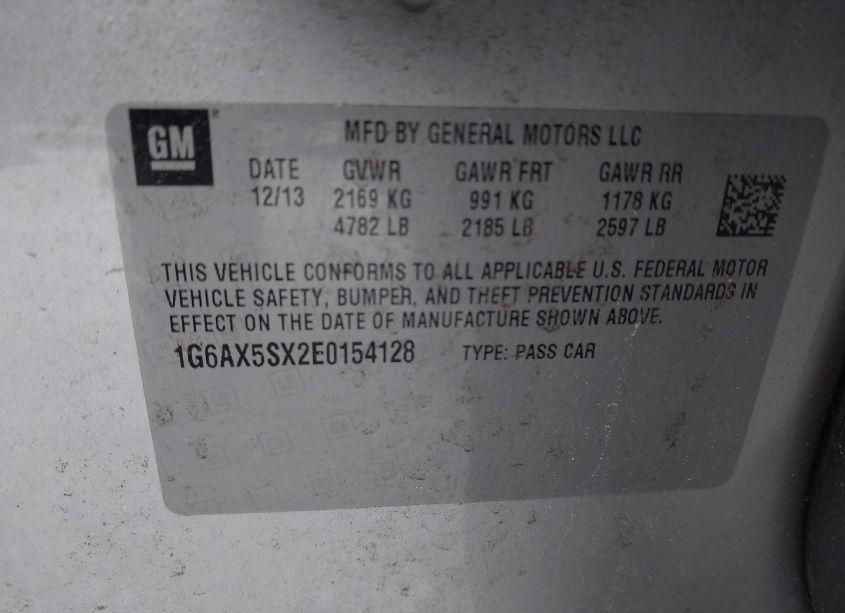 GM
MFD BY GENERAL MOTORS LLC
DATE GVWR GAWR FRT GAWR RR
12/13 2169 KG 991 KG 1178 KG
4782 LB 2185 LB 2597 LB
THIS VEHICLE CONFORMS TO ALL APPLICABLE U.S. FEDERAL MOTOR
VEHICLE SAFETY, BUMPER, AND THEFT PREVENTION STANDARDS IN
EFFECT ON THE DATE OF MANUFACTURE SHOWN ABOVE.
1G6AX5SX2E0154128 TYPE: PASS CAR